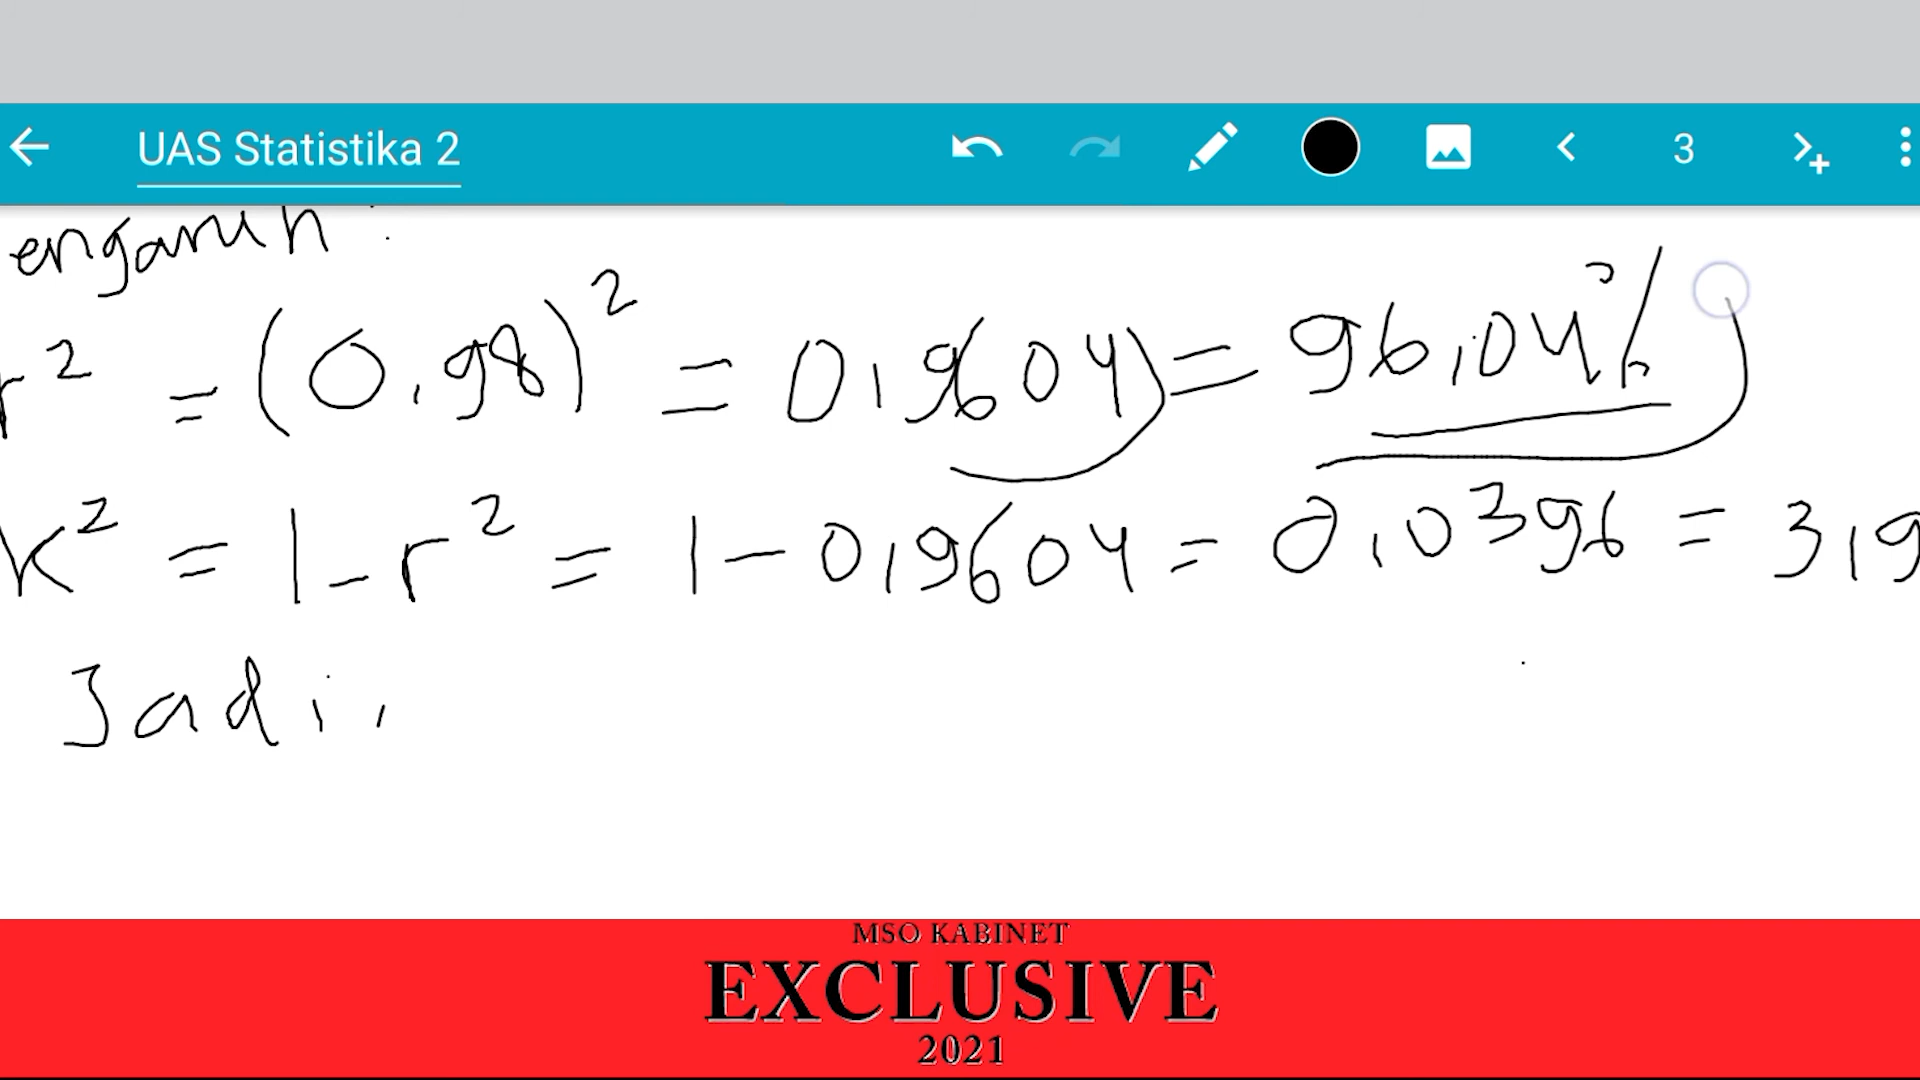 UAS Statistika 2
3
engaruh :
r² = (0,98)² = 0,9604 = 96,04%
k² = 1 - r² = 1 - 0,9604 = 0,0396 = 3,9
Jadi,
MSO KABINET
EXCLUSIVE
2021